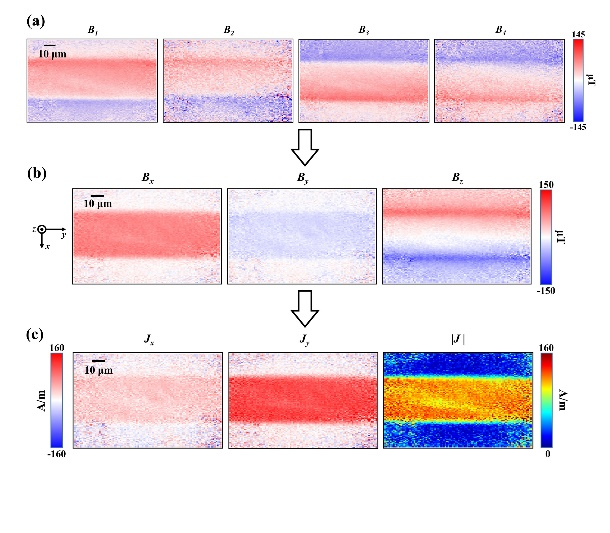 (a)
B1 B2 B3 B4
10 μm
145
μT
-145
(b)
Bx By Bz
10 μm
z y
x
150
μT
-150
(c)
Jx Jy |J|
10 μm
160
A/m
-160
160
A/m
0